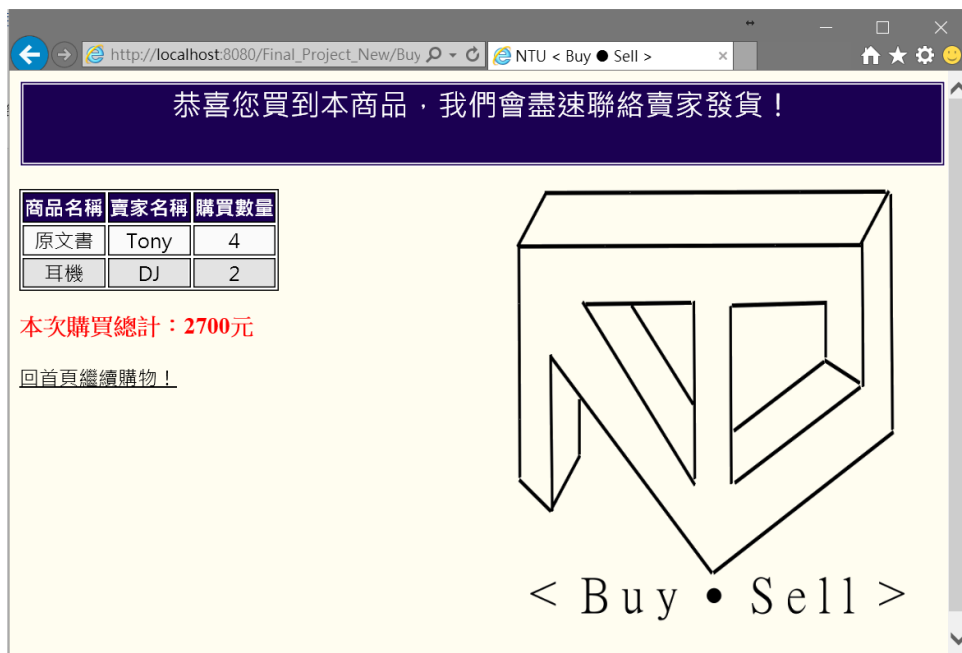 http://localhost:8080/Final_Project_New/Buy
NTU < Buy ● Sell >
恭喜您買到本商品，我們會盡速聯絡賣家發貨！
商品名稱 賣家名稱 購買數量
原文書 Tony 4
耳機 DJ 2
本次購買總計：2700元
回首頁繼續購物！
< Buy ● Sell >